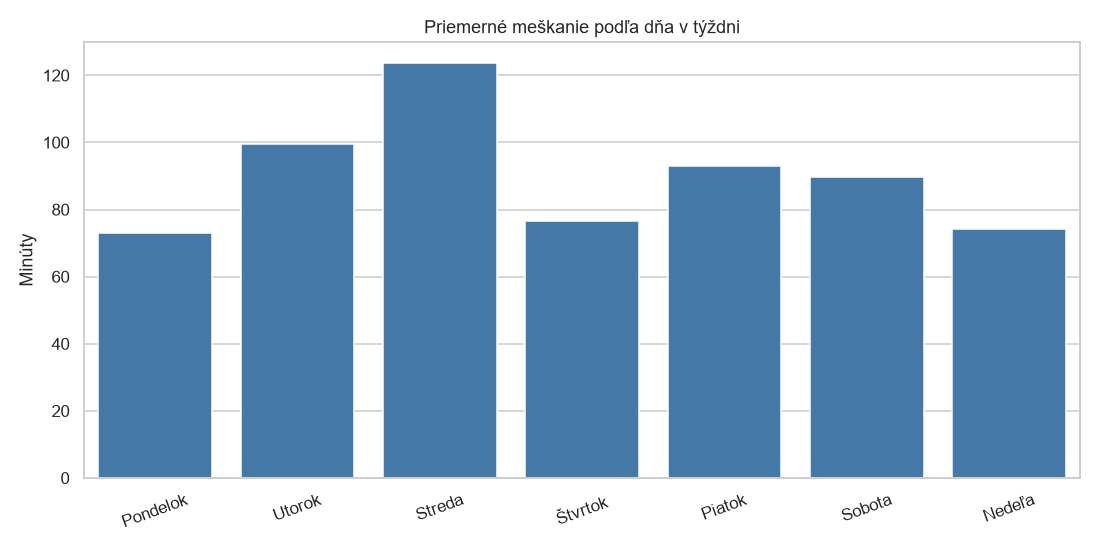 Priemerné meškanie podľa dňa v týždni
Minúty
120
100
80
60
40
20
0
Pondelok
Utorok
Streda
Štvrtok
Piatok
Sobota
Nedeľa